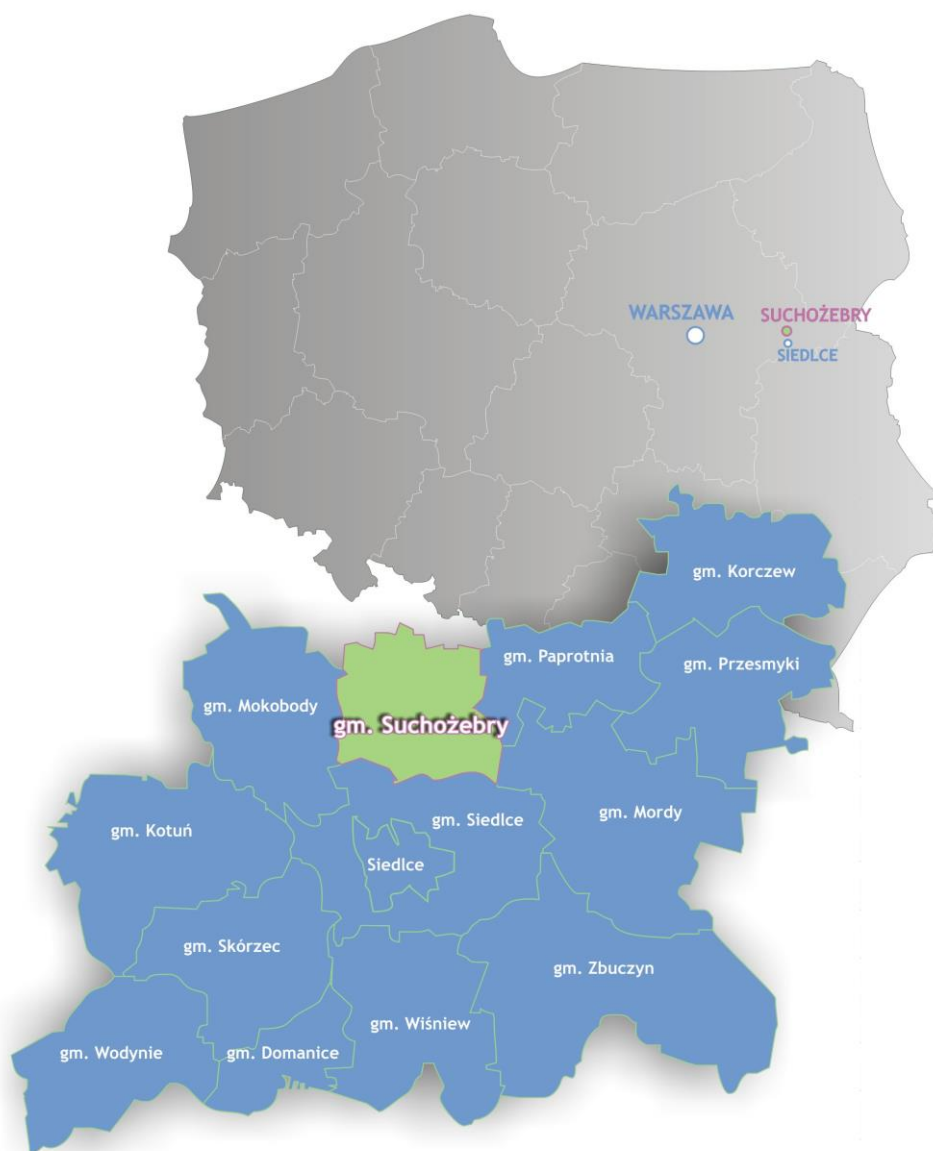 WARSZAWA
SUCHOŻEBRY
SIEDLCE
gm. Korczew
gm. Paprotnia
gm. Przesmyki
gm. Mokobody
gm. Suchożebry
gm. Kotuń
gm. Siedlce
gm. Mordy
Siedlce
gm. Skórzec
gm. Zbuczyn
gm. Wiśniew
gm. Wodynie
gm. Domanice